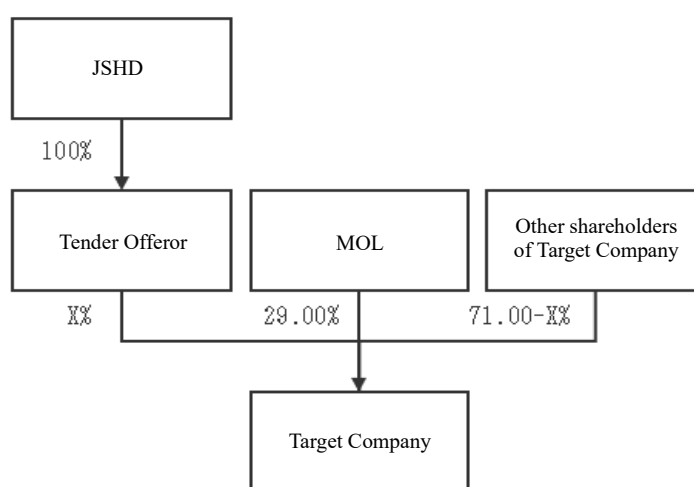 JSHD
100%
Tender Offeror
MOL
Other shareholders
of Target Company
X%
29.00%
71.00-X%
Target Company